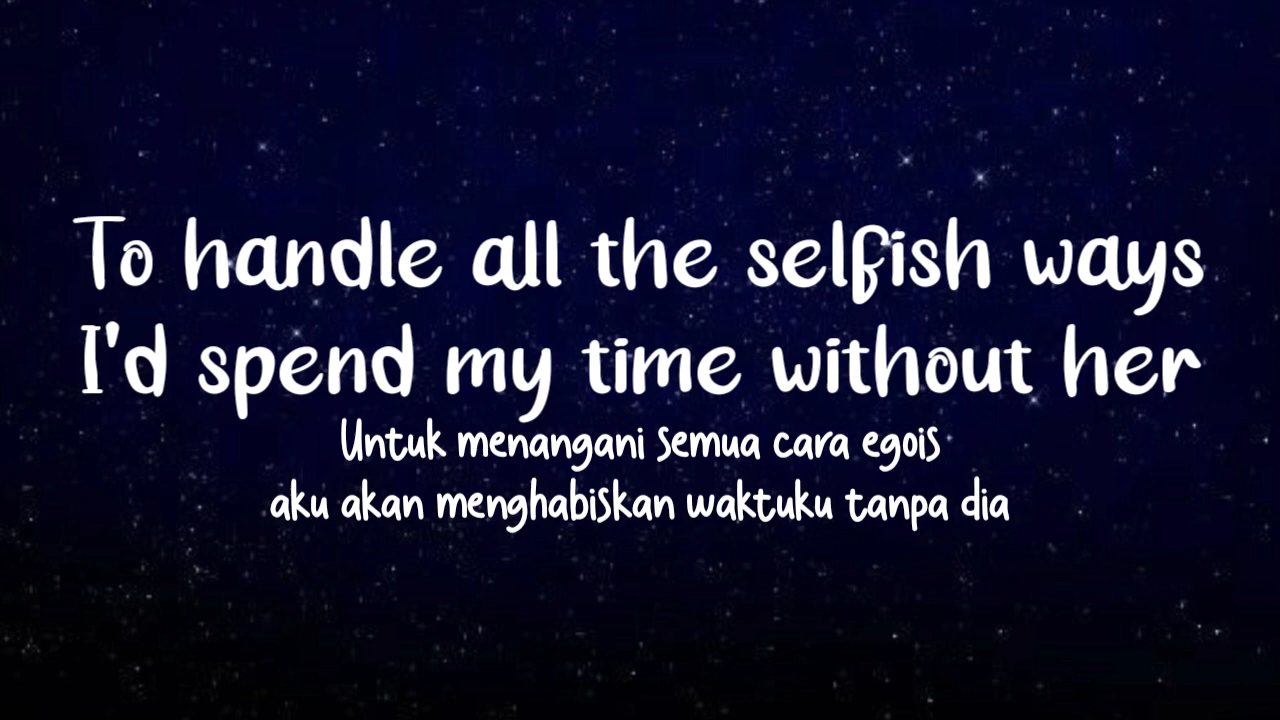 To handle all the selfish ways
I'd spend my time without her
Untuk menangani semua cara egois
aku akan menghabiskan waktuku tanpa dia